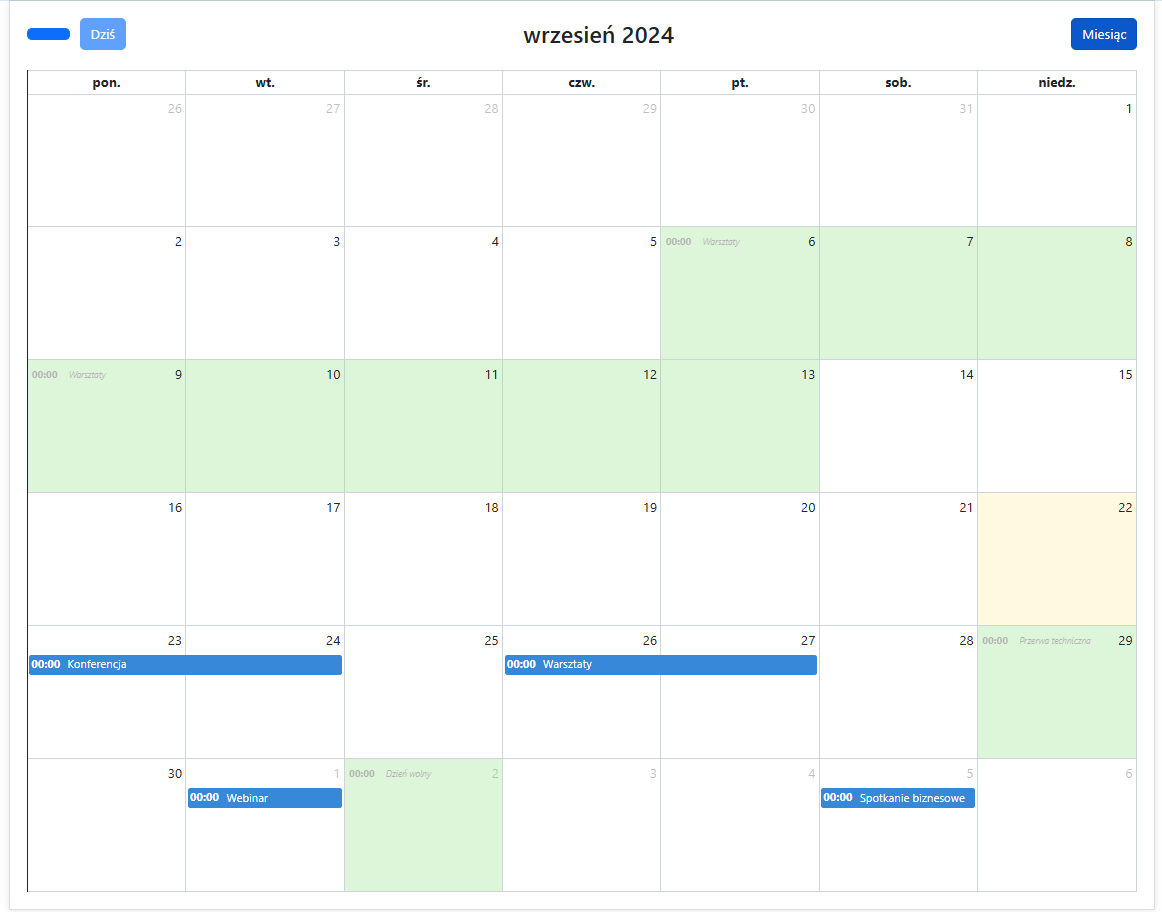 Dziś wrzesień 2024 Miesiąc
pon. wt. śr. czw. pt. sob. niedz.
26 27 28 29 30 31 1
2 3 4 5 00:00 Warsztaty 6 7 8
00:00 Warsztaty 9 10 11 12 13 14 15
16 17 18 19 20 21 22
23 24 25 26 27 28 00:00 Przerwa techniczna 29
00:00 Konferencja 00:00 Warsztaty
30 1 00:00 Dzień wolny 2 3 4 5 6
00:00 Webinar 00:00 Spotkanie biznesowe